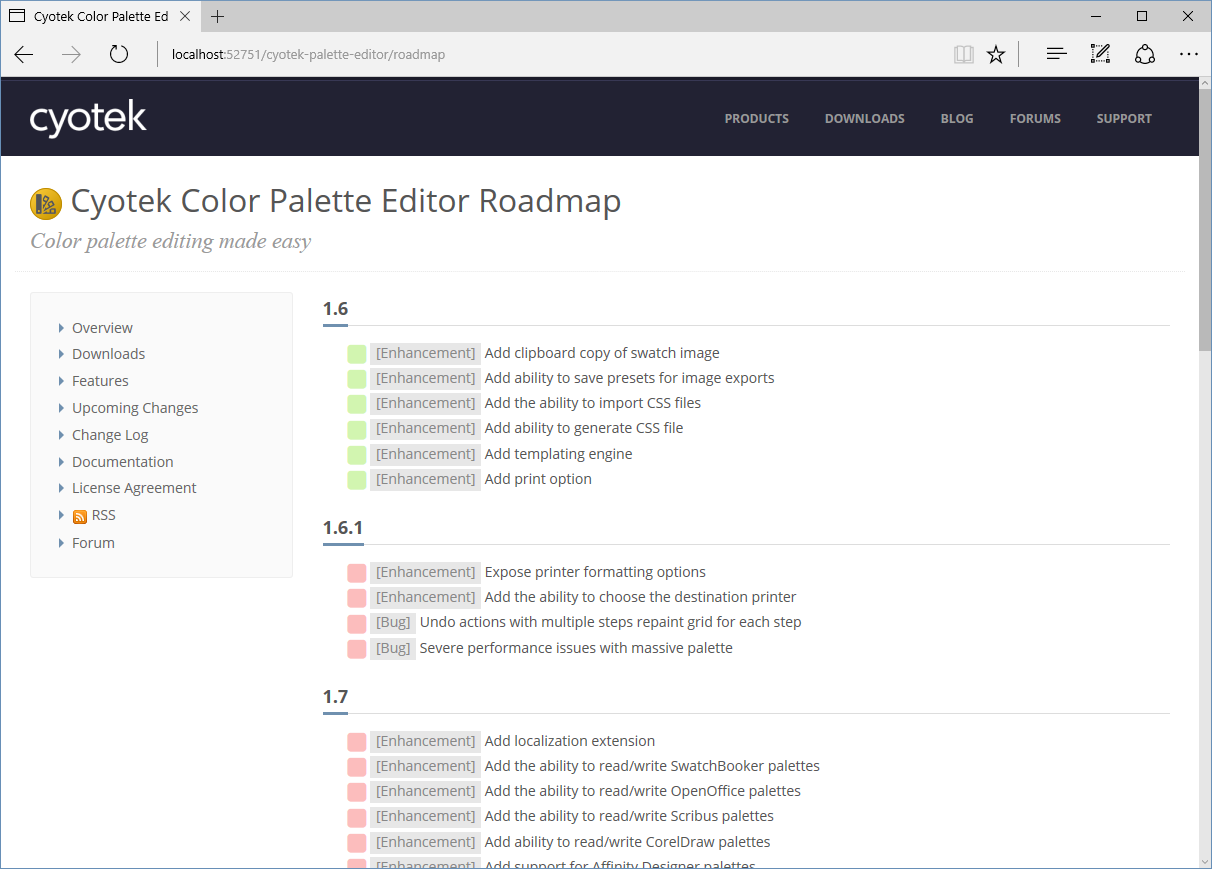 Cyotek Color Palette Ed
localhost:52751/cyotek-palette-editor/roadmap
cyotek
PRODUCTS DOWNLOADS BLOG FORUMS SUPPORT
Cyotek Color Palette Editor Roadmap
Color palette editing made easy
Overview
Downloads
Features
Upcoming Changes
Change Log
Documentation
License Agreement
RSS
Forum
1.6
[Enhancement] Add clipboard copy of swatch image
[Enhancement] Add ability to save presets for image exports
[Enhancement] Add the ability to import CSS files
[Enhancement] Add ability to generate CSS file
[Enhancement] Add templating engine
[Enhancement] Add print option
1.6.1
[Enhancement] Expose printer formatting options
[Enhancement] Add the ability to choose the destination printer
[Bug] Undo actions with multiple steps repaint grid for each step
[Bug] Severe performance issues with massive palette
1.7
[Enhancement] Add localization extension
[Enhancement] Add the ability to read/write SwatchBooker palettes
[Enhancement] Add the ability to read/write OpenOffice palettes
[Enhancement] Add the ability to read/write Scribus palettes
[Enhancement] Add ability to read/write CorelDraw palettes
[Enhancement] Add support for Affinity Designer palettes